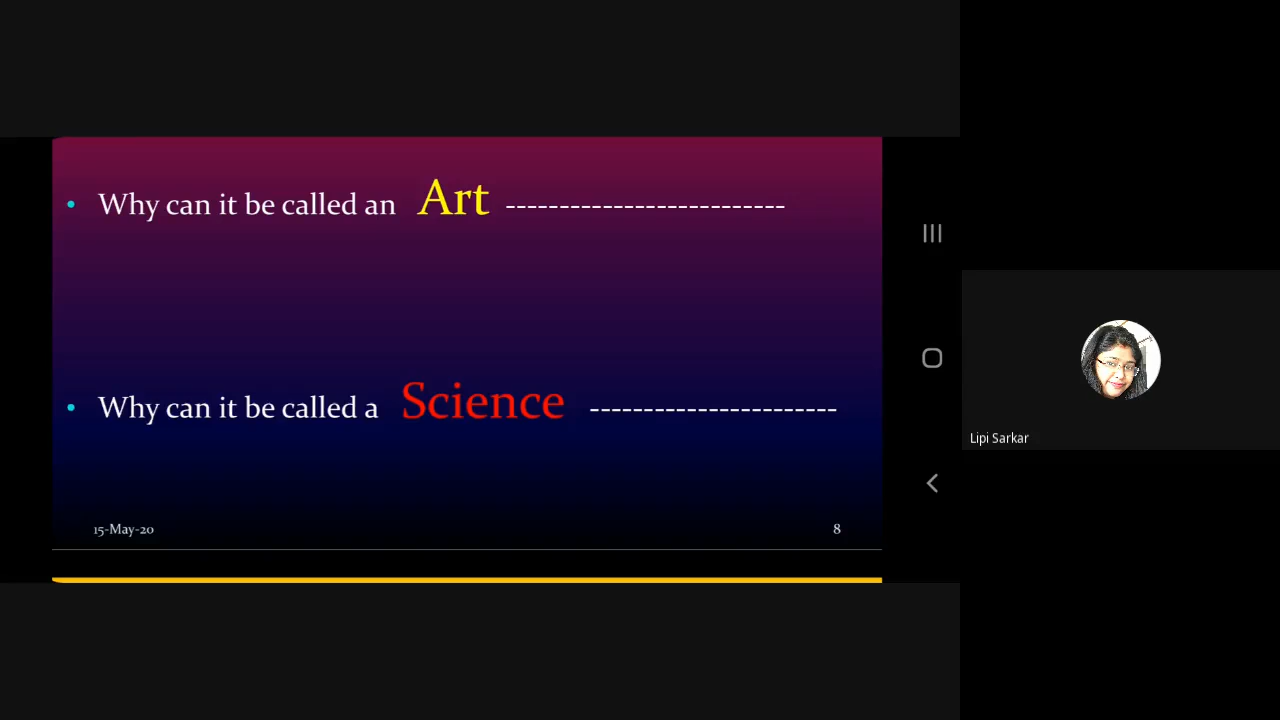 • Why can it be called an Art --------------------------
• Why can it be called a Science -----------------------
15-May-20 8
Lipi Sarkar